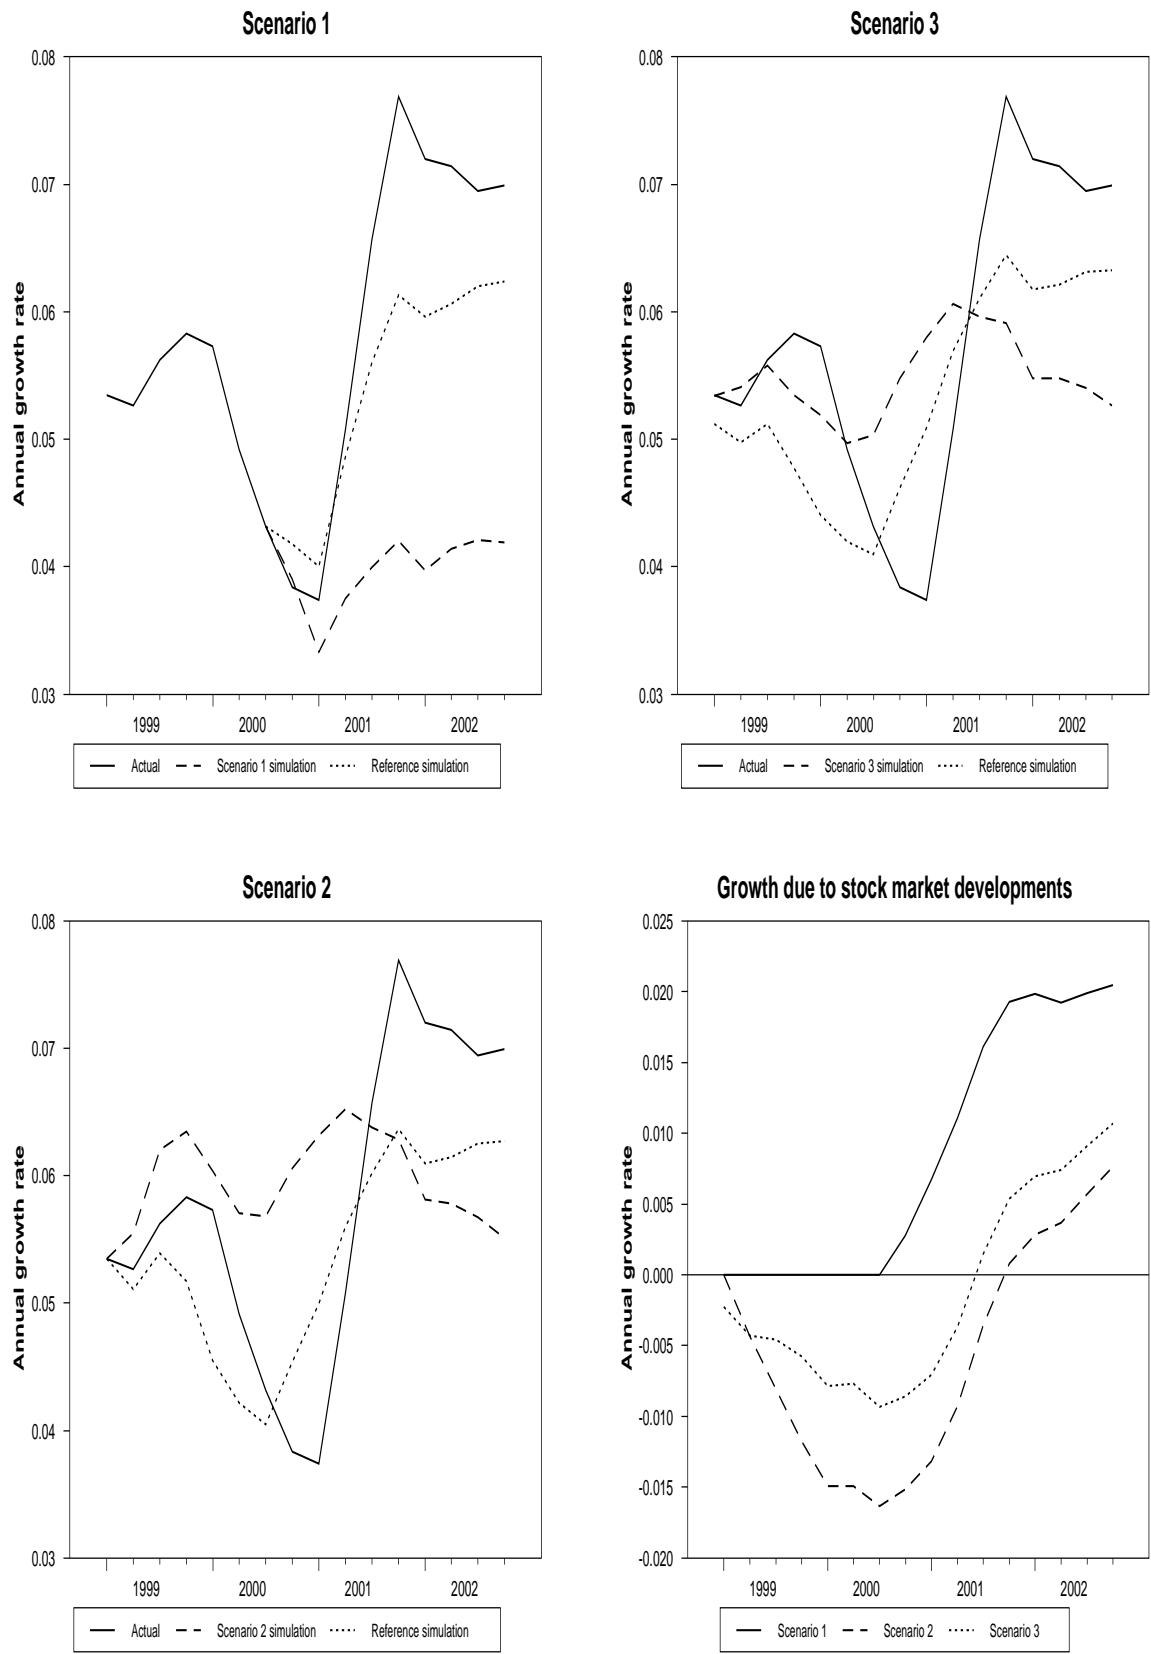 Scenario 1
Annual growth rate
0.08
0.07
0.06
0.05
0.04
0.03
1999 2000 2001 2002
Actual Scenario 1 simulation Reference simulation
Scenario 3
Annual growth rate
0.08
0.07
0.06
0.05
0.04
0.03
1999 2000 2001 2002
Actual Scenario 3 simulation Reference simulation
Scenario 2
Annual growth rate
0.08
0.07
0.06
0.05
0.04
0.03
1999 2000 2001 2002
Actual Scenario 2 simulation Reference simulation
Growth due to stock market developments
Annual growth rate
0.025
0.020
0.015
0.010
0.005
0.000
-0.005
-0.010
-0.015
-0.020
1999 2000 2001 2002
Scenario 1 Scenario 2 Scenario 3